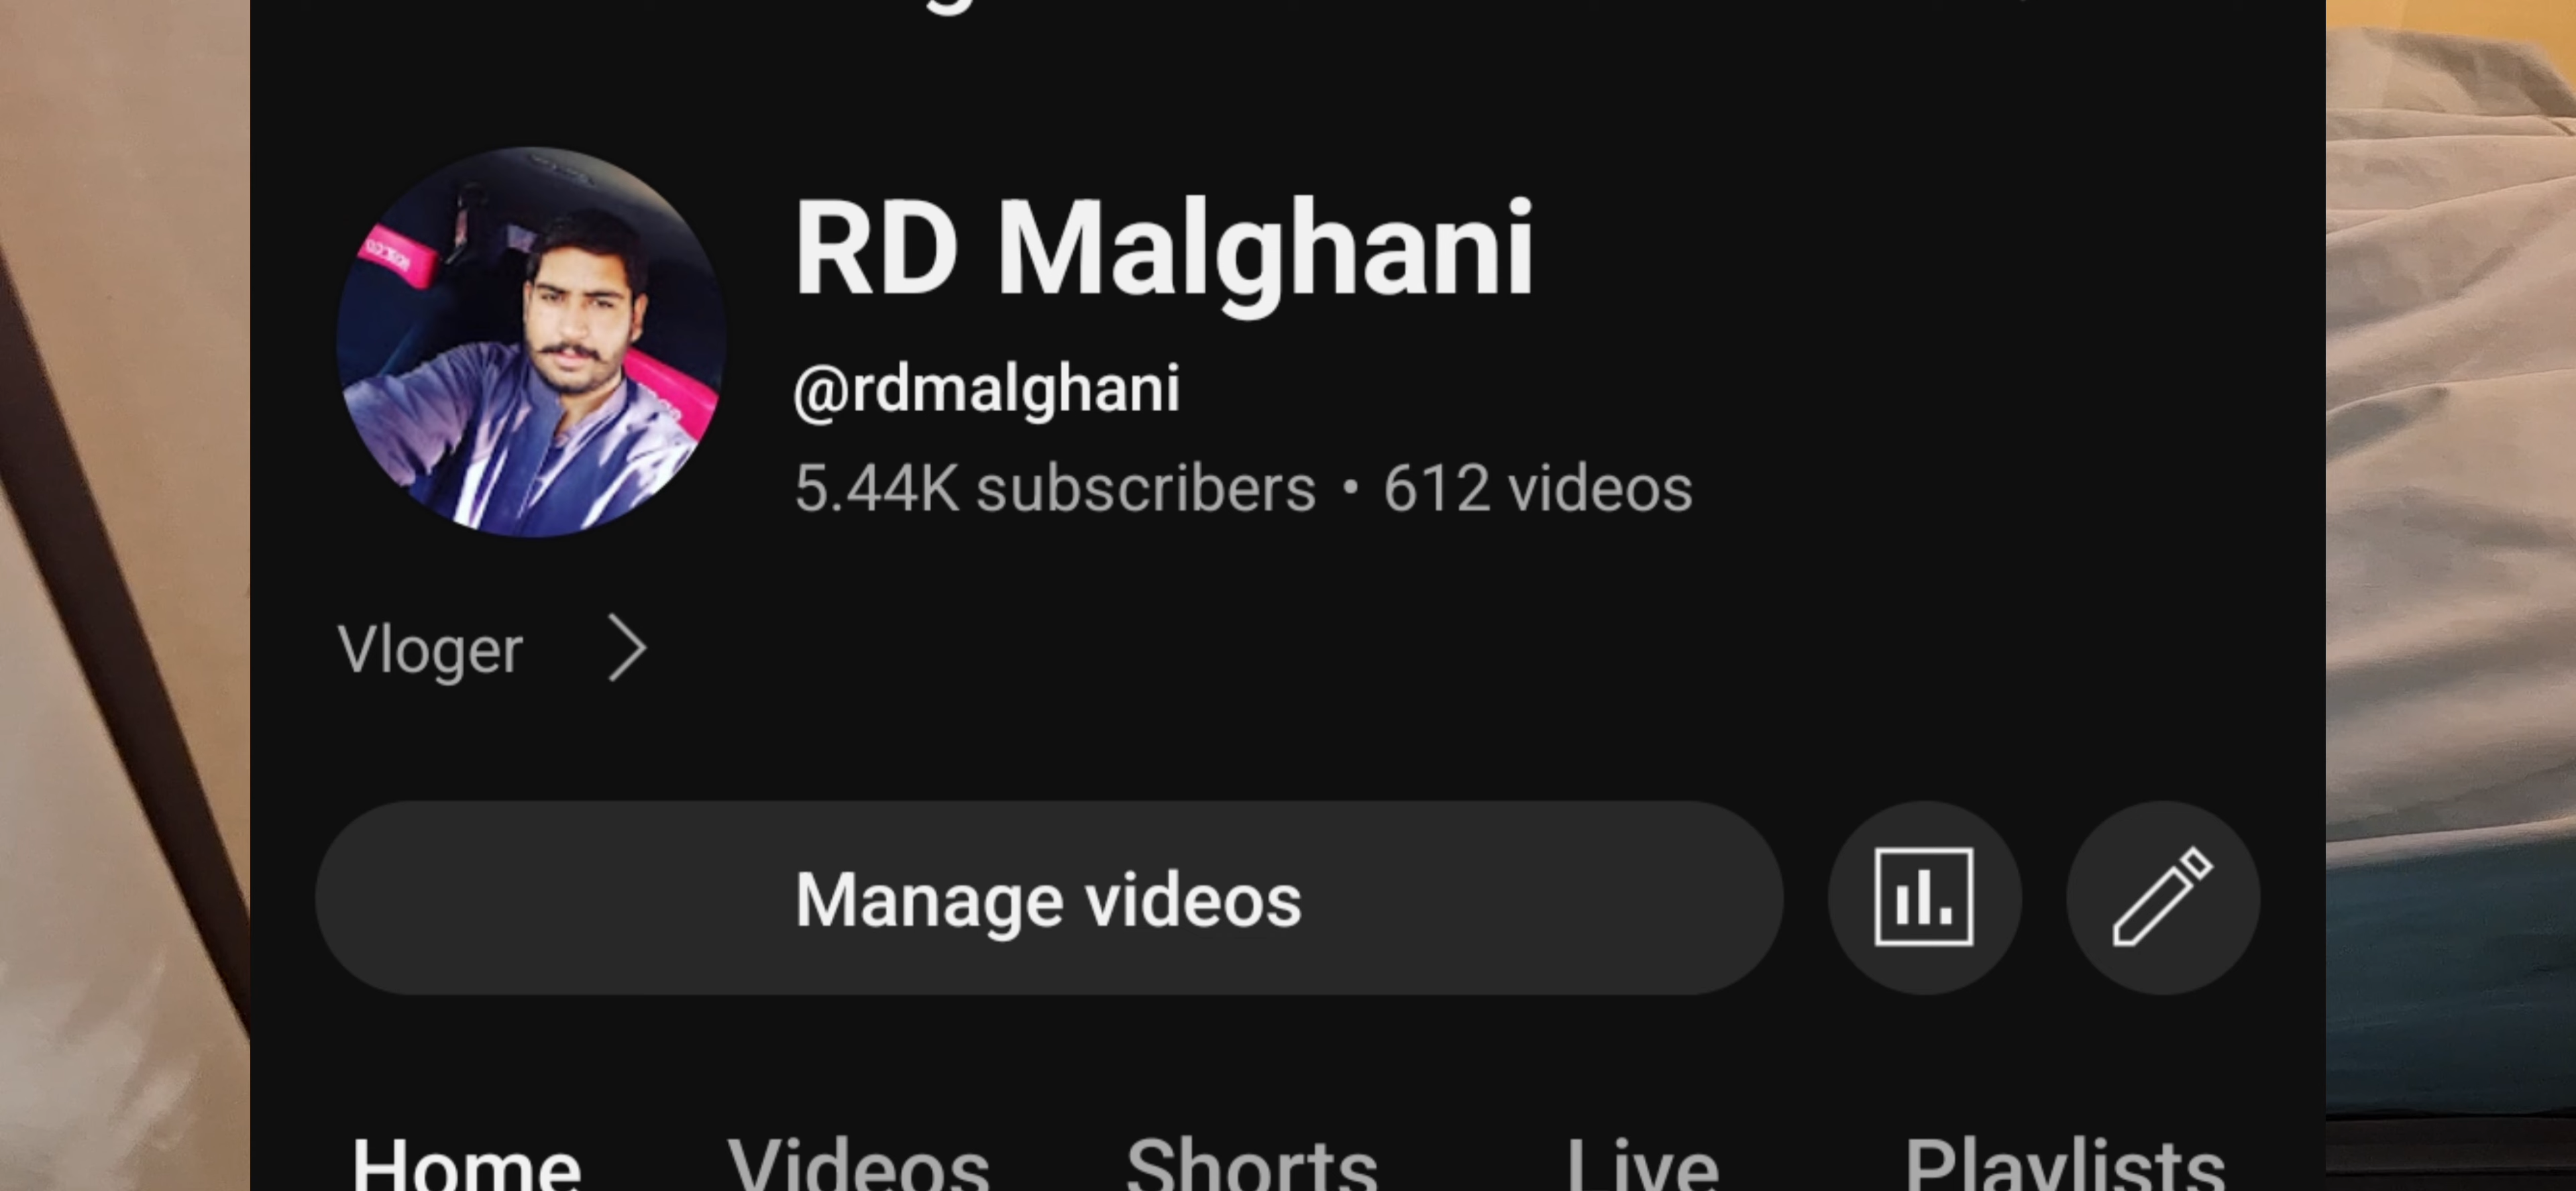 RD Malghani
@rdmalghani
5.44K subscribers • 612 videos
Vloger
Manage videos
Home Videos Shorts Live Playlists